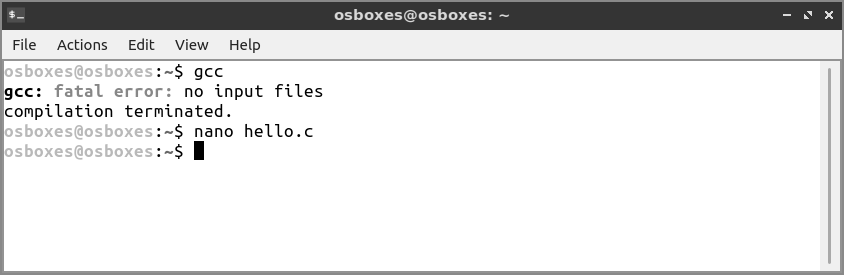 osboxes@osboxes: ~
File Actions Edit View Help
osboxes@osboxes:~$ gcc
gcc: fatal error: no input files
compilation terminated.
osboxes@osboxes:~$ nano hello.c
osboxes@osboxes:~$